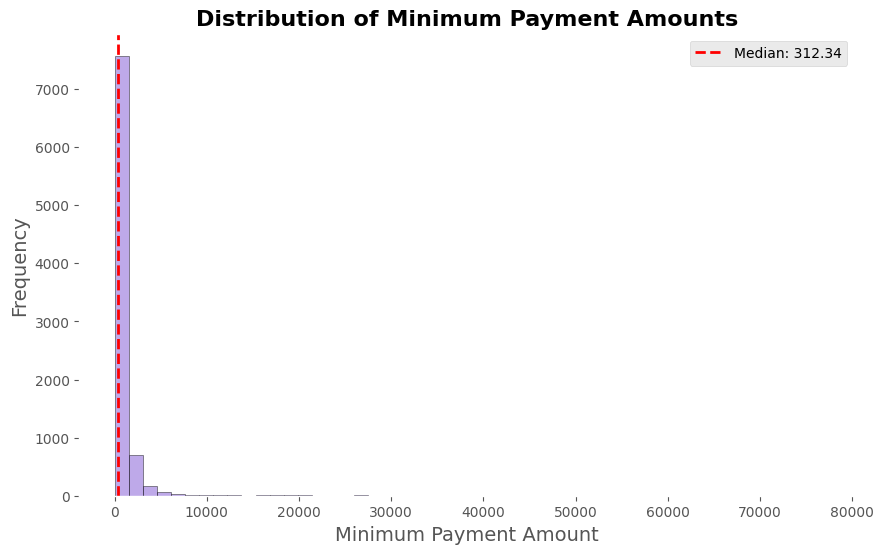 Distribution of Minimum Payment Amounts
Median: 312.34
Frequency
7000
6000
5000
4000
3000
2000
1000
0
0 10000 20000 30000 40000 50000 60000 70000 80000
Minimum Payment Amount